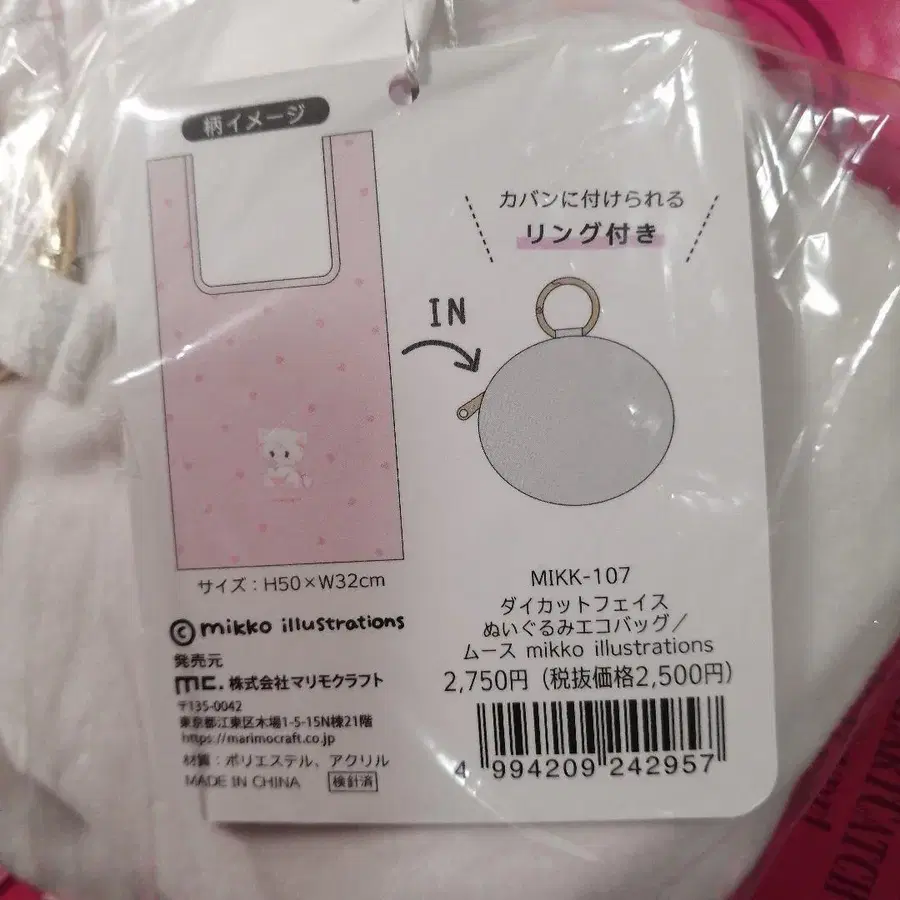 柄イメージ
カバンに付けられる
リング付き
IN
サイズ：H50×W32cm
©mikko illustrations
発売元
mc.株式会社マリモクラフト
〒135-0042
東京都江東区木場1-5-15N棟21階
https://marimocraft.co.jp
材質：ポリエステル、アクリル
MADE IN CHINA 検針済
MIKK-107
ダイカットフェイス
ぬいぐるみエコバッグ／
ムース mikko illustrations
2,750円（税抜価格2,500円）
4 994209 242957